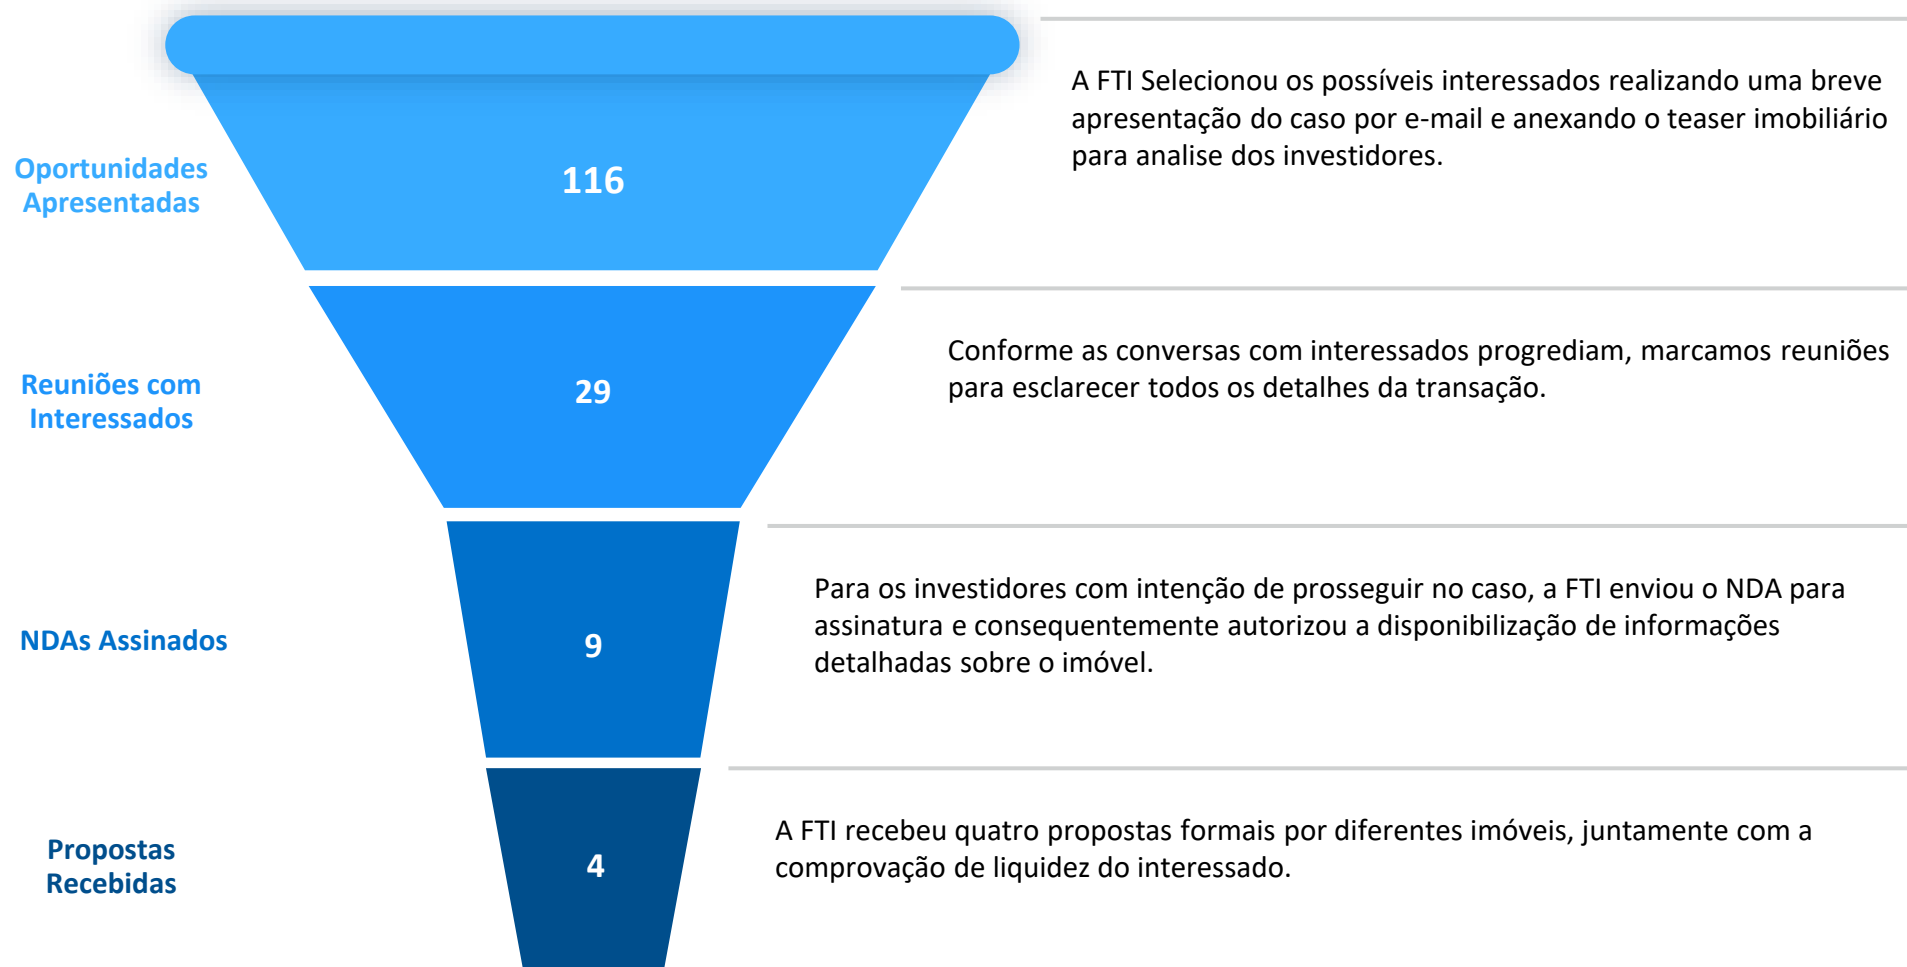 Oportunidades
Apresentadas
116
A FTI Selecionou os possíveis interessados realizando uma breve
apresentação do caso por e-mail e anexando o teaser imobiliário
para analise dos investidores.
Reuniões com
Interessados
29
Conforme as conversas com interessados progrediam, marcamos reuniões
para esclarecer todos os detalhes da transação.
NDAs Assinados
9
Para os investidores com intenção de prosseguir no caso, a FTI enviou o NDA para
assinatura e consequentemente autorizou a disponibilização de informações
detalhadas sobre o imóvel.
Propostas
Recebidas
4
A FTI recebeu quatro propostas formais por diferentes imóveis, juntamente com a
comprovação de liquidez do interessado.